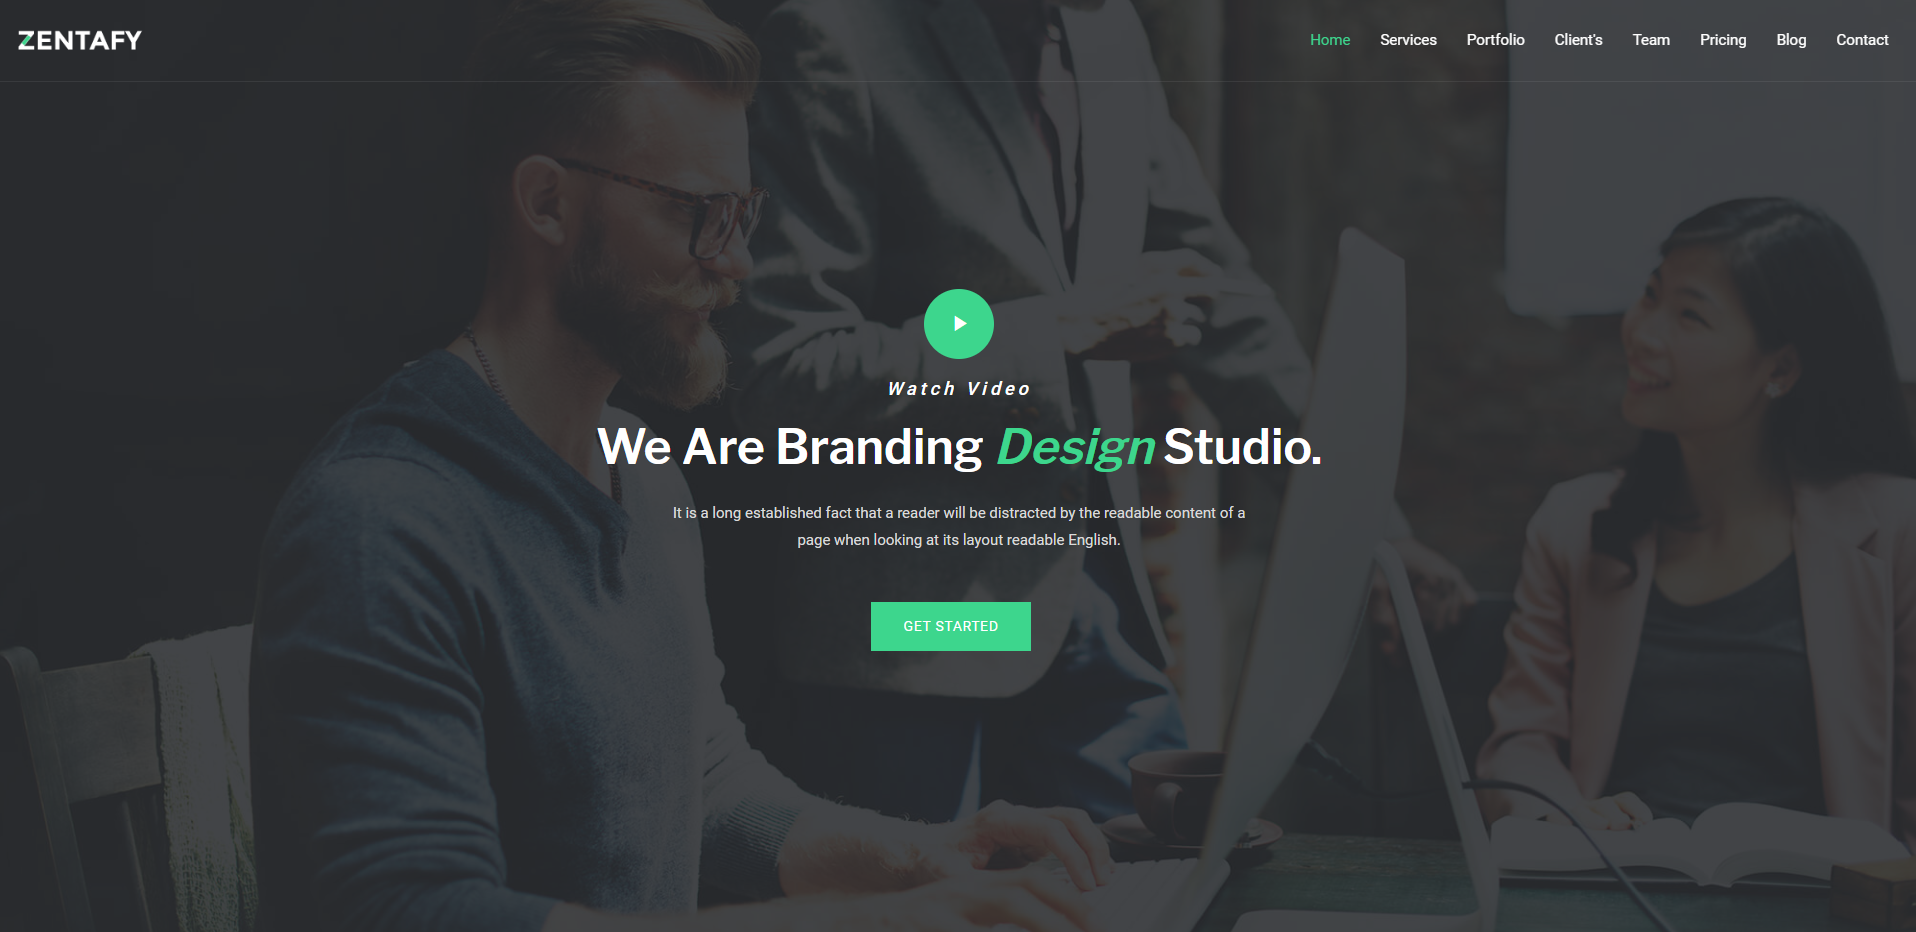 ZENTAFY
Home Services Portfolio Client's Team Pricing Blog Contact
Watch Video
We Are Branding Design Studio.
It is a long established fact that a reader will be distracted by the readable content of a
page when looking at its layout readable English.
GET STARTED